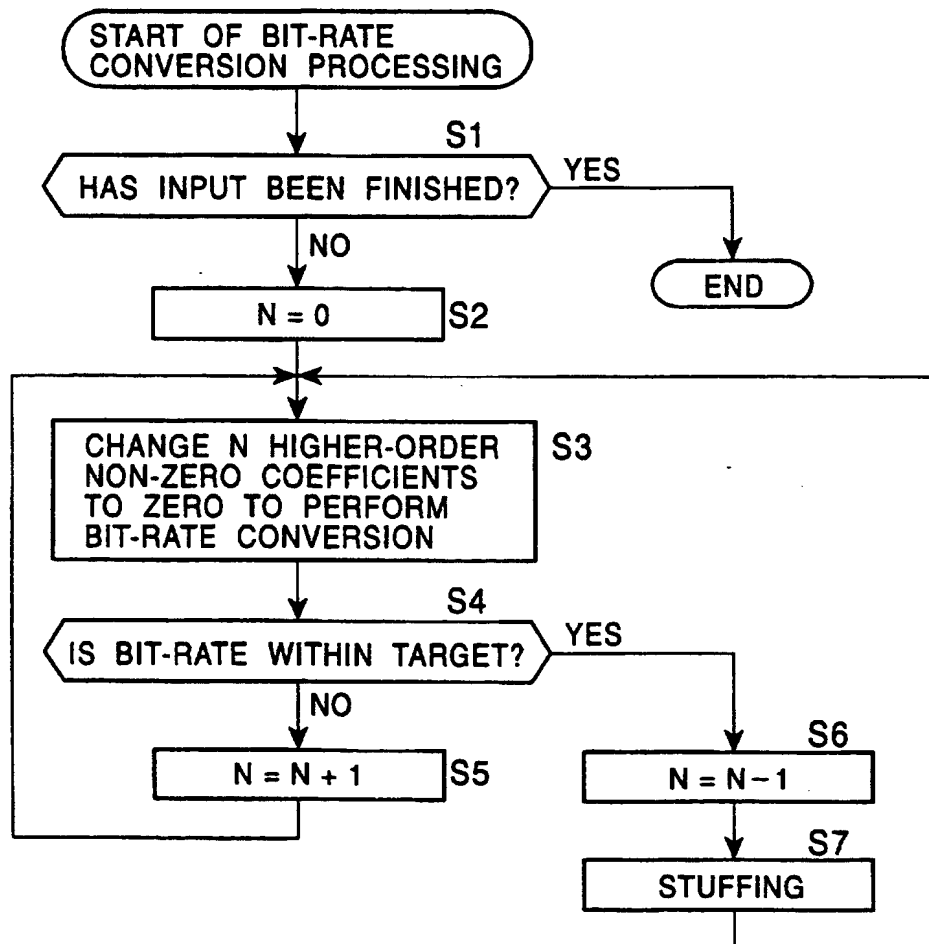 START OF BIT-RATE
CONVERSION PROCESSING
S1
HAS INPUT BEEN FINISHED?
YES
NO
END
N = 0
S2
CHANGE N HIGHER-ORDER
NON-ZERO COEFFICIENTS
TO ZERO TO PERFORM
BIT-RATE CONVERSION
S3
S4
IS BIT-RATE WITHIN TARGET?
YES
NO
S6
N = N + 1
S5
N = N-1
S7
STUFFING